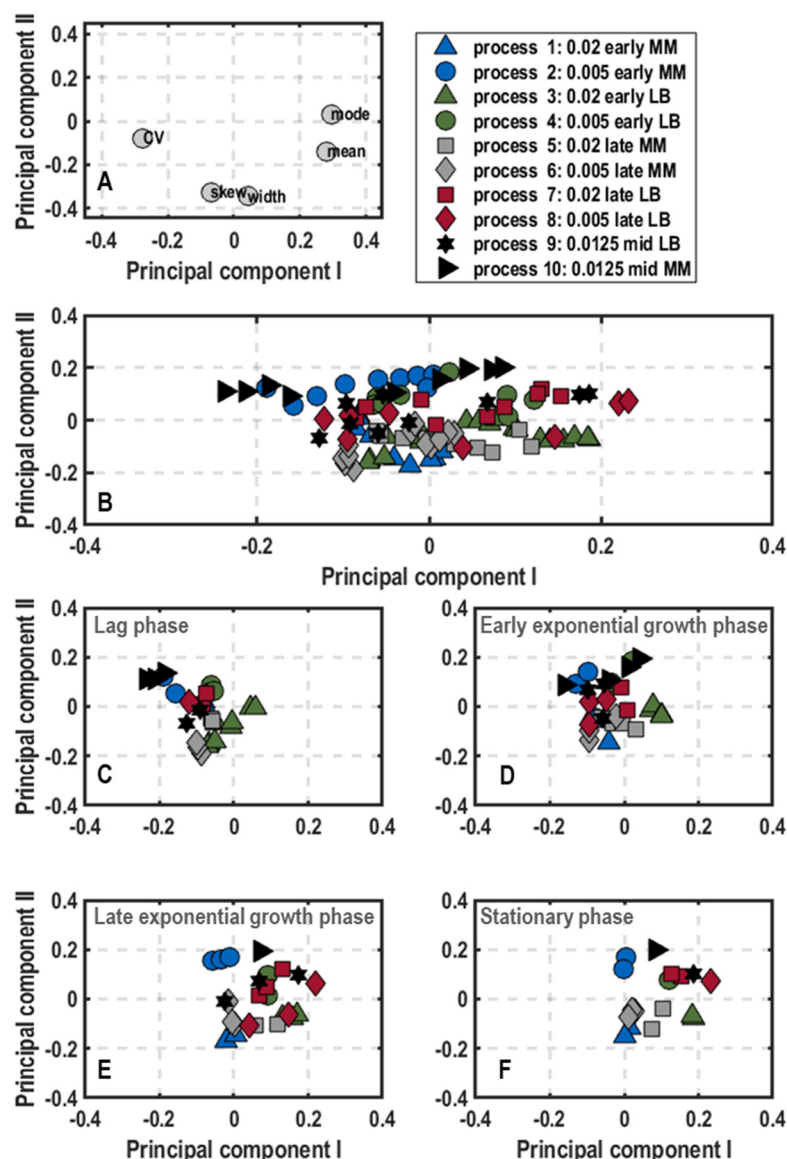 0.4
0.2
0
-0.2
-0.4
Principal component II
A
mode
CV
mean
skew
width
-0.4 -0.2 0 0.2 0.4
Principal component I
process 1: 0.02 early MM
process 2: 0.005 early MM
process 3: 0.02 early LB
process 4: 0.005 early LB
process 5: 0.02 late MM
process 6: 0.005 late MM
process 7: 0.02 late LB
process 8: 0.005 late LB
process 9: 0.0125 mid LB
process 10: 0.0125 mid MM
0.4
0.2
0
-0.2
-0.4
Principal component II
B
-0.4 -0.2 0 0.2 0.4
Principal component I
0.4
0.2
0
-0.2
-0.4
Principal component II
Lag phase
C
-0.4 -0.2 0 0.2 0.4
0.4
0.2
0
-0.2
-0.4
Early exponential growth phase
D
-0.4 -0.2 0 0.2 0.4
0.4
0.2
0
-0.2
-0.4
Principal component II
Late exponential growth phase
E
-0.4 -0.2 0 0.2 0.4
Principal component I
0.4
0.2
0
-0.2
-0.4
Stationary phase
F
-0.4 -0.2 0 0.2 0.4
Principal component I